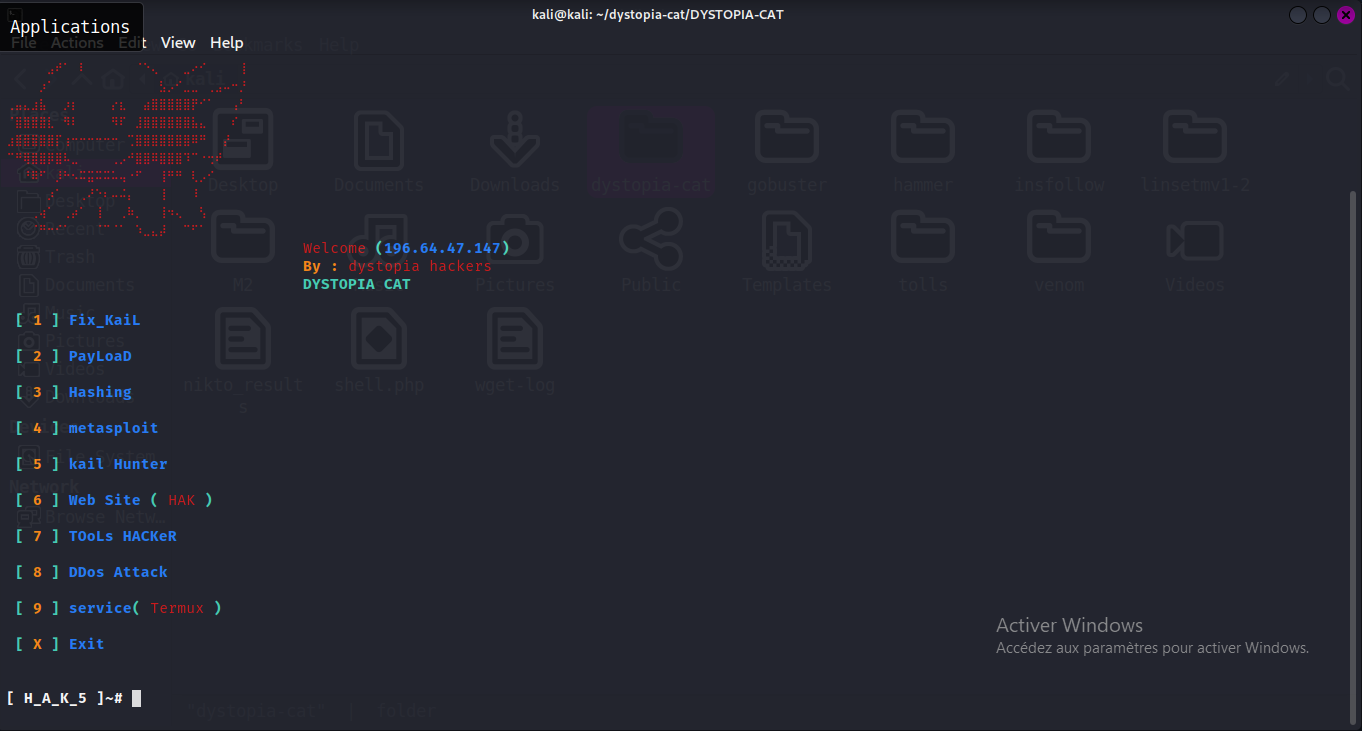 kali@kali: ~/dystopia-cat/DYSTOPIA-CAT
Applications
File Actions Edit View Help
Desktop Documents Downloads dystopia-cat gobuster hammer insfollow linsetmv1-2
Welcome (196.64.47.147)
By : dystopia hackers
DYSTOPIA CAT
Trash
Documents
M2 Pictures Public Templates tolls venom Videos
[ 1 ] Fix_KaiL
Pictures
[ 2 ] PayLoaD
Videos
nikto_results shell.php wget-log
[ 3 ] Hashing
[ 4 ] metasploit
[ 5 ] kail Hunter
Network
[ 6 ] Web Site ( HAK )
Browse Netw...
[ 7 ] TOoLs HACKeR
[ 8 ] DDos Attack
[ 9 ] service( Termux )
[ X ] Exit
Activer Windows
Accédez aux paramètres pour activer Windows.
[ H_A_K_5 ]~#
"dystopia-cat" | folder